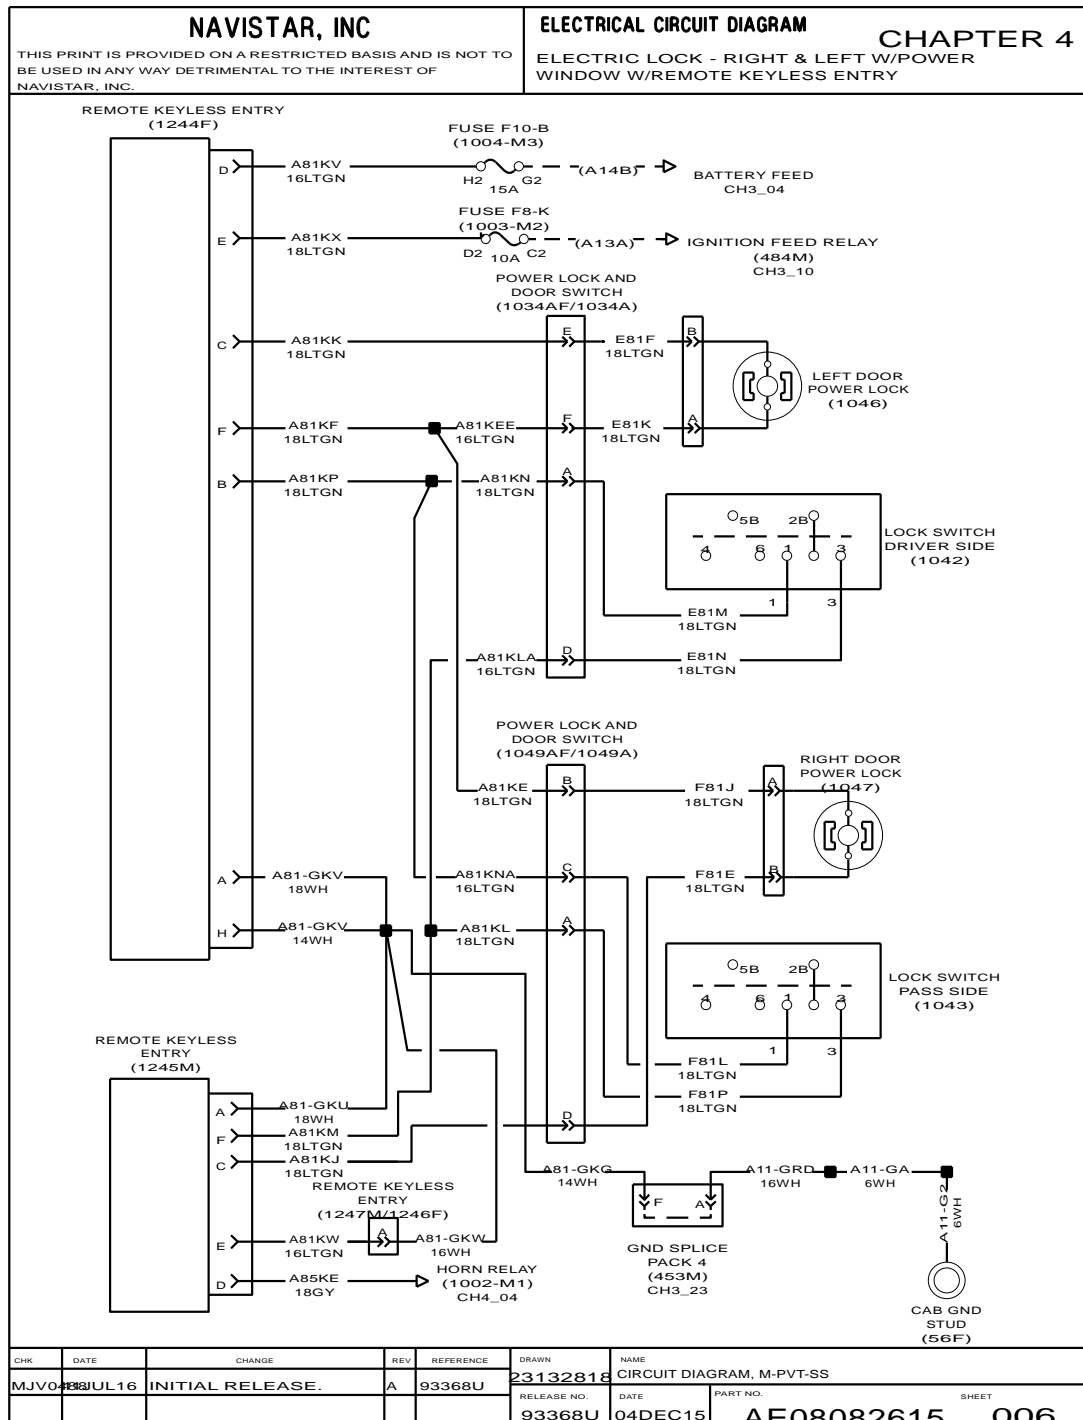 NAVISTAR, INC
THIS PRINT IS PROVIDED ON A RESTRICTED BASIS AND IS NOT TO
BE USED IN ANY WAY DETRIMENTAL TO THE INTEREST OF
NAVISTAR, INC.
ELECTRICAL CIRCUIT DIAGRAM
CHAPTER 4
ELECTRIC LOCK - RIGHT & LEFT W/POWER
WINDOW W/REMOTE KEYLESS ENTRY
REMOTE KEYLESS ENTRY
(1244F)
FUSE F10-B
(1004-M3)
D
A81KV
16LTGN
H2
G2
15A
(A14B)
BATTERY FEED
CH3_04
FUSE F8-K
(1003-M2)
E
A81KX
18LTGN
D2
10A
C2
(A13A)
IGNITION FEED RELAY
(484M)
CH3_10
POWER LOCK AND
DOOR SWITCH
(1034AF/1034A)
C
A81KK
18LTGN
E
E81F
18LTGN
B
LEFT DOOR
POWER LOCK
(1046)
F
A81KF
18LTGN
A81KEE
16LTGN
F
E81K
18LTGN
A
B
A81KP
18LTGN
A81KN
18LTGN
A
5B
2B
4
6
1
3
LOCK SWITCH
DRIVER SIDE
(1042)
1
3
E81M
18LTGN
A81KLA
16LTGN
D
E81N
18LTGN
POWER LOCK AND
DOOR SWITCH
(1049AF/1049A)
RIGHT DOOR
POWER LOCK
(1047)
A81KE
18LTGN
B
F81J
18LTGN
A
A
A81-GKV
18WH
A81KNA
16LTGN
C
F81E
18LTGN
B
H
A81-GKV
14WH
A81KL
18LTGN
A
5B
2B
4
6
1
3
LOCK SWITCH
PASS SIDE
(1043)
1
3
F81L
18LTGN
F81P
18LTGN
REMOTE KEYLESS
ENTRY
(1245M)
A
A81-GKU
18WH
F
A81KM
18LTGN
C
A81KJ
18LTGN
D
REMOTE KEYLESS
ENTRY
(1247M/1246F)
E
A81KW
16LTGN
A
A81-GKW
16WH
D
A85KE
18GY
HORN RELAY
(1002-M1)
CH4_04
A81-GKG
14WH
F
A
GND SPLICE
PACK 4
(453M)
CH3_23
A11-GRD
16WH
A11-GA
6WH
A11-G2
6WH
CAB GND
STUD
(56F)
CHK
DATE
CHANGE
REV
REFERENCE
DRAWN
NAME
INITIAL RELEASE.
A
93368U
23132818
CIRCUIT DIAGRAM, M-PVT-SS
RELEASE NO.
DATE
PART NO.
SHEET
93368U
04DEC15
AE08082615
006